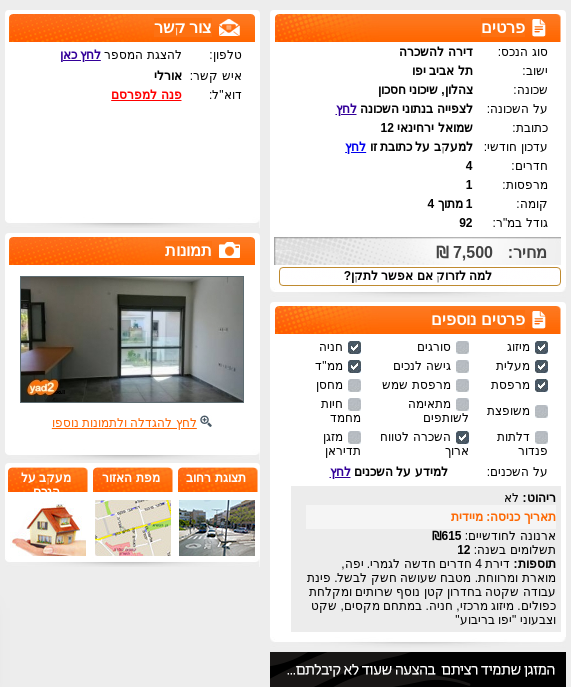 פרטים
סוג הנכס: דירה להשכרה
ישוב: תל אביב יפו
שכונה: צהלון, שיכוני חסכון
על השכונה: לצפייה בנתוני השכונה לחץ
כתובת: שמואל ירחינאי 12
עדכון חודשי: למעקב על כתובת זו לחץ
חדרים: 4
מרפסות: 1
קומה: 1 מתוך 4
גודל במ"ר: 92
מחיר: 7,500 ₪
למה לזרוק אם אפשר לתקן?
פרטים נוספים
מיזוג סורגים חניה
מעלית גישה לנכים ממ"ד
מרפסת מרפסת שמש מחסן
משופצת מתאימה לשותפים חיות מחמד
דלתות פנדור השכרה לטווח ארוך מזגן תדיראן
על השכנים: למידע על השכנים לחץ
ריהוט: לא
תאריך כניסה: מיידית
ארנונה לחודשיים: 615₪
תשלומים בשנה: 12
תוספות: דירת 4 חדרים חדשה לגמרי. יפה,
מוארת ומרווחת. מטבח שעושה חשק לבשל. פינת
עבודה שקטה בחדרון קטן נוסף שרותים ומקלחת
כפולים. מיזוג מרכזי, חניה. במתחם מקסים, שקט
וצבעוני "יפו בריבוע"
המזגן שתמיד רציתם בהצעה שעוד לא קיבלתם...
צור קשר
טלפון: להצגת המספר לחץ כאן
איש קשר: אורלי
דוא"ל: פנה למפרסם
תמונות
yad2
לחץ להגדלה ולתמונות נוספו
תצוגת רחוב
מפת האזור
מעקב על
הנכס